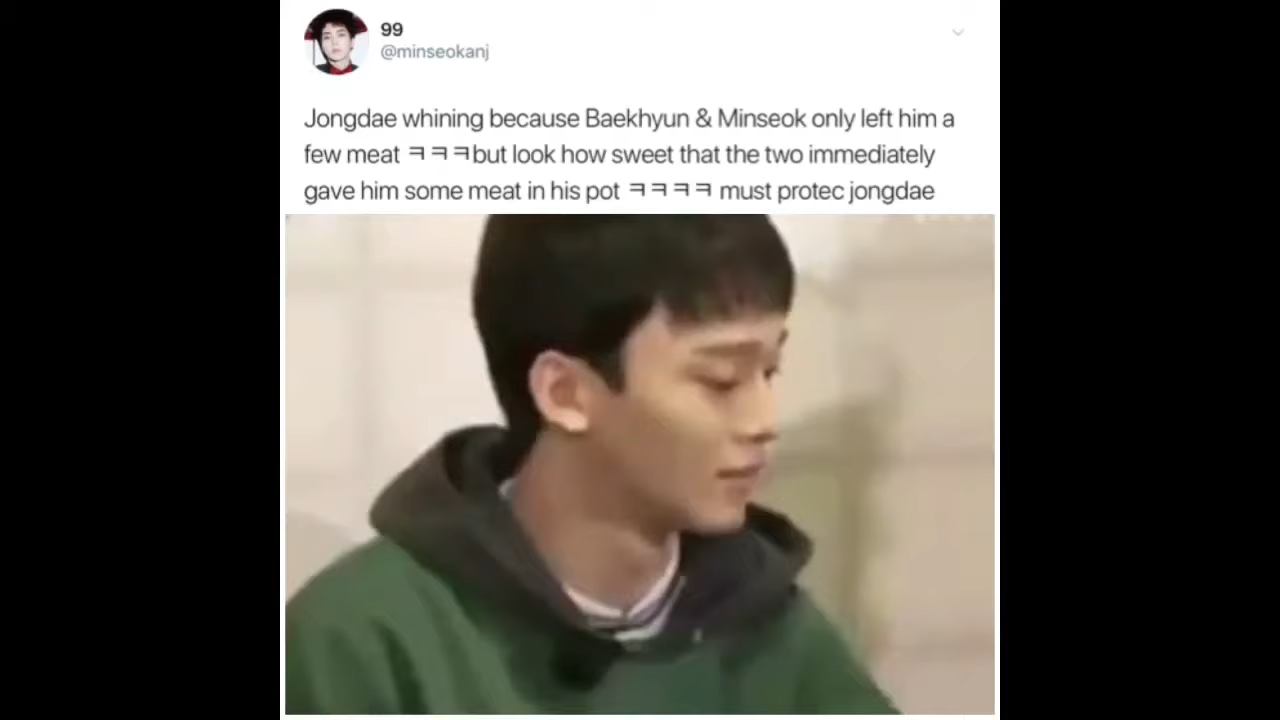 99
@minseokanj
Jongdae whining because Baekhyun & Minseok only left him a
few meat ㅋㅋㅋbut look how sweet that the two immediately
gave him some meat in his pot ㅋㅋㅋㅋ must protec jongdae